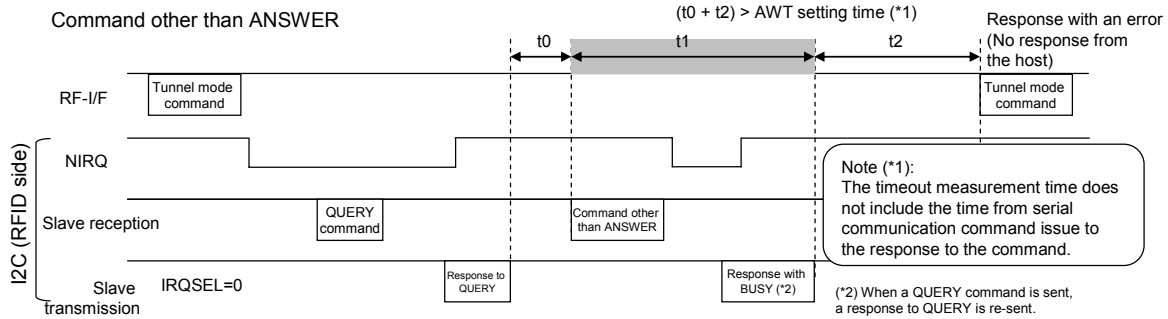 Command other than ANSWER
(t0 + t2) > AWT setting time (*1)
Response with an error
(No response from
the host)
t0
t1
t2
RF-I/F
Tunnel mode
command
Tunnel mode
command
I2C (RFID side)
NIRQ
Note (*1):
The timeout measurement time does
not include the time from serial
communication command issue to
the response to the command.
Slave reception
QUERY
command
Command other
than ANSWER
Slave
transmission
IRQSEL=0
Response to
QUERY
Response with
BUSY (*2)
(*2) When a QUERY command is sent,
a response to QUERY is re-sent.